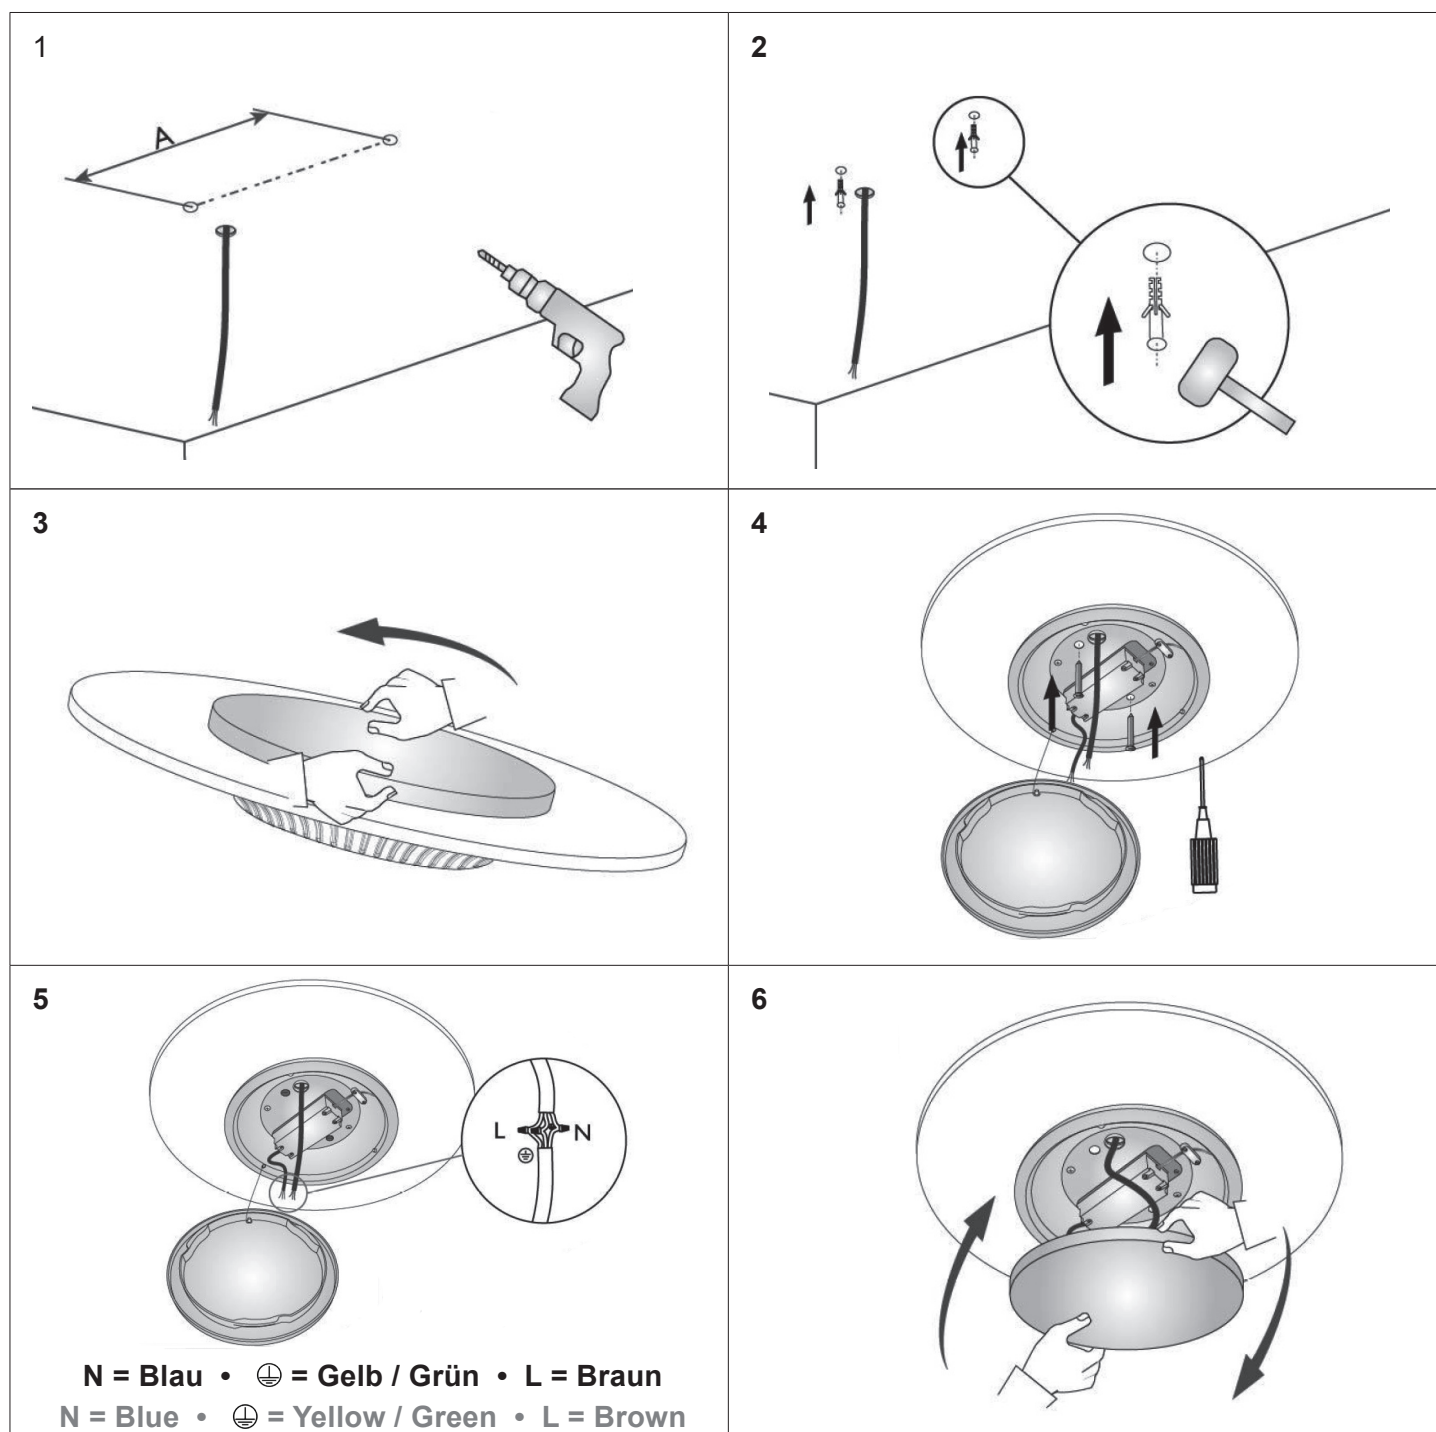 1
A
2
3
4
5
L N
⏚
N = Blau • ⏚ = Gelb / Grün • L = Braun
N = Blue • ⏚ = Yellow / Green • L = Brown
6